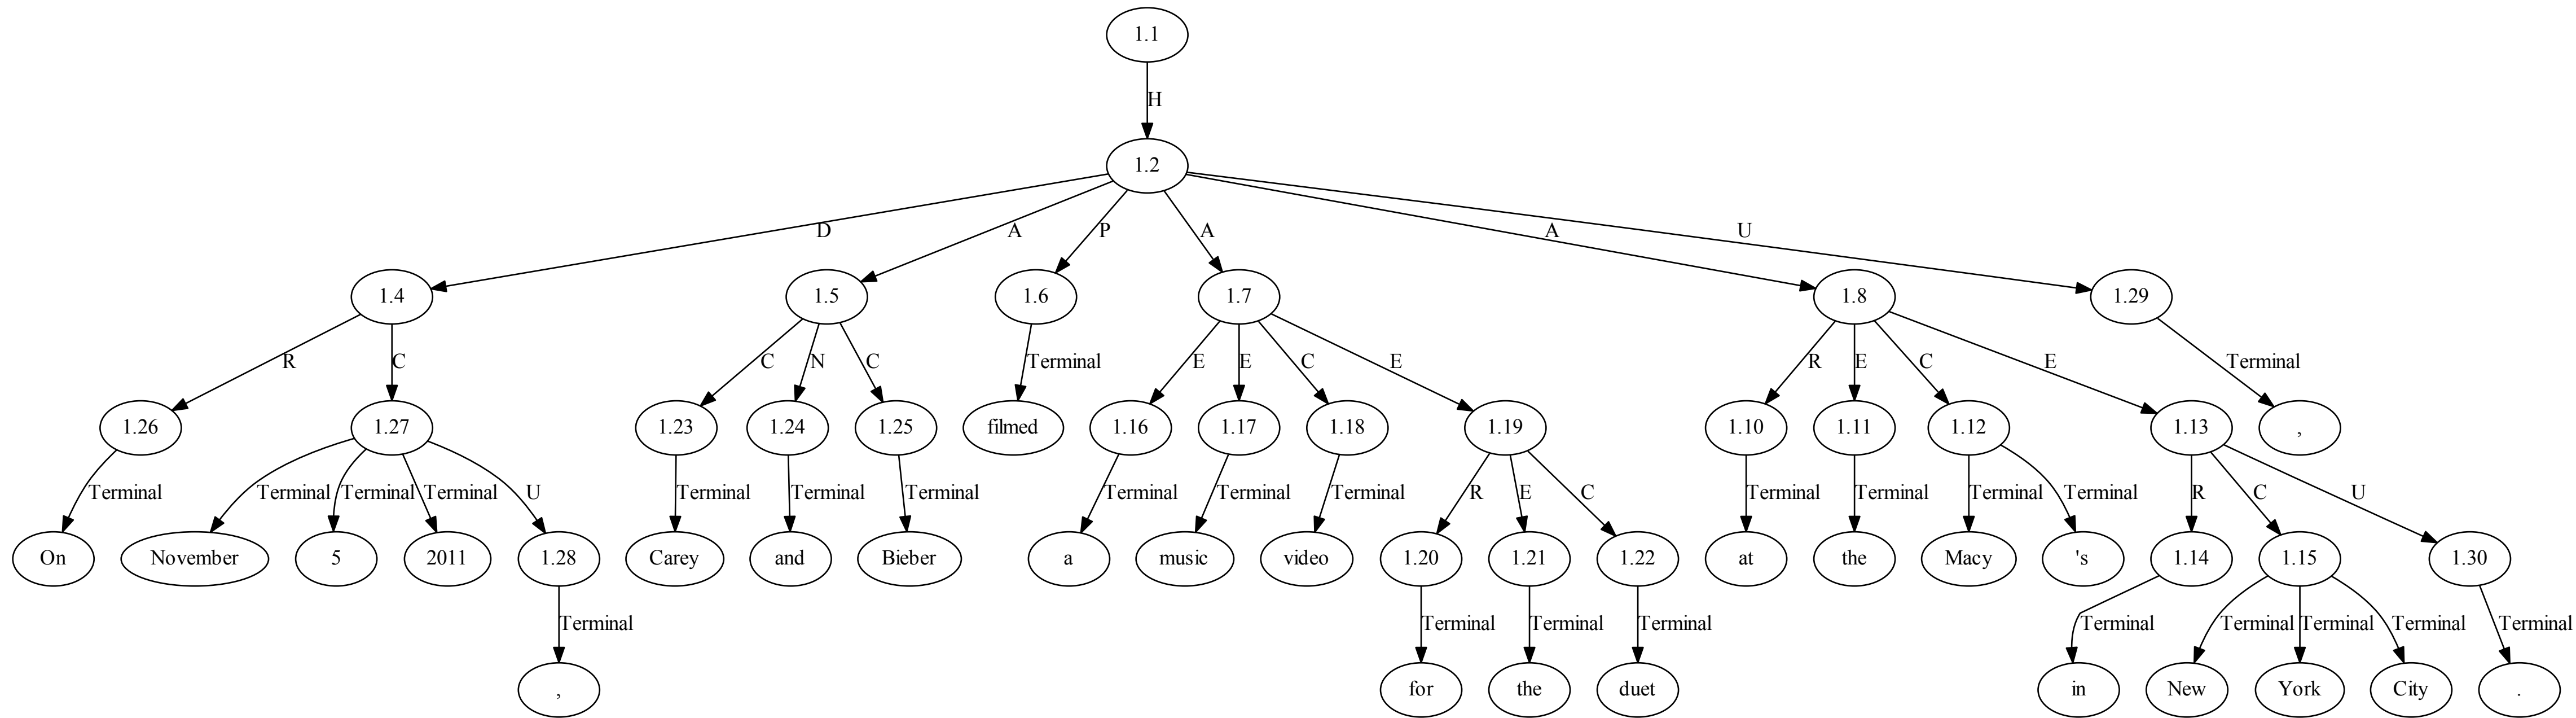 1.1
H
1.2
D A P A A U
1.4 1.5 1.6 1.7 1.8 1.29
R C C N C Terminal E E C E R E C E Terminal
1.26 1.27 1.23 1.24 1.25 filmed 1.16 1.17 1.18 1.19 1.10 1.11 1.12 1.13 ,
Terminal Terminal Terminal Terminal U Terminal Terminal Terminal Terminal Terminal Terminal R E C Terminal Terminal Terminal Terminal R C U
On November 5 2011 1.28 Carey and Bieber a music video 1.20 1.21 1.22 at the Macy 's 1.14 1.15 1.30
Terminal Terminal Terminal Terminal Terminal Terminal Terminal Terminal Terminal
, for the duet in New York City .